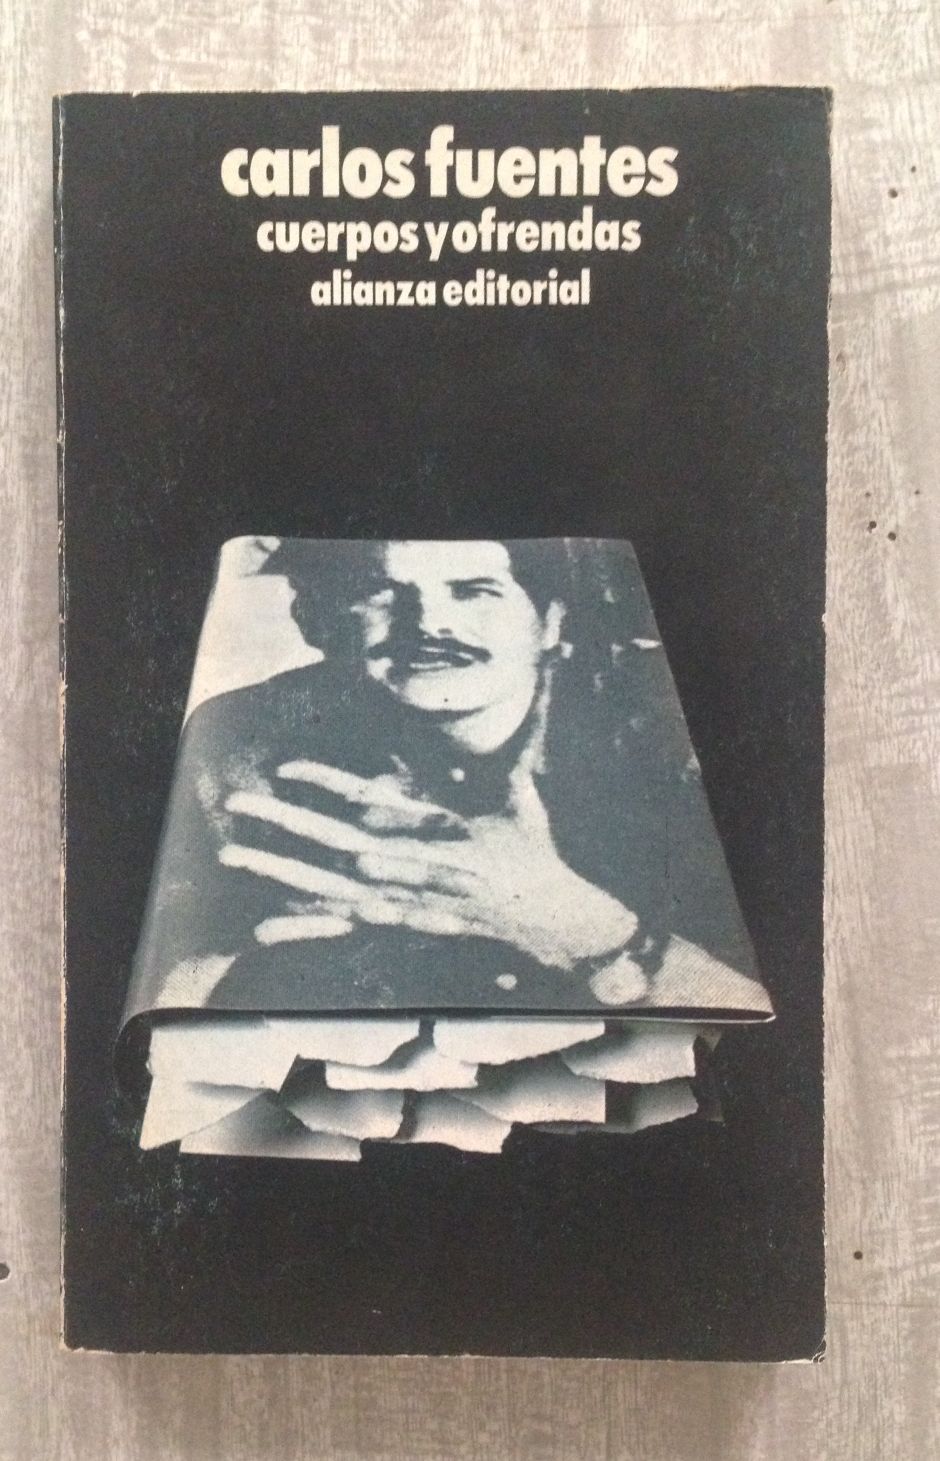 carlos fuentes
cuerpos y ofrendas
alianza editorial